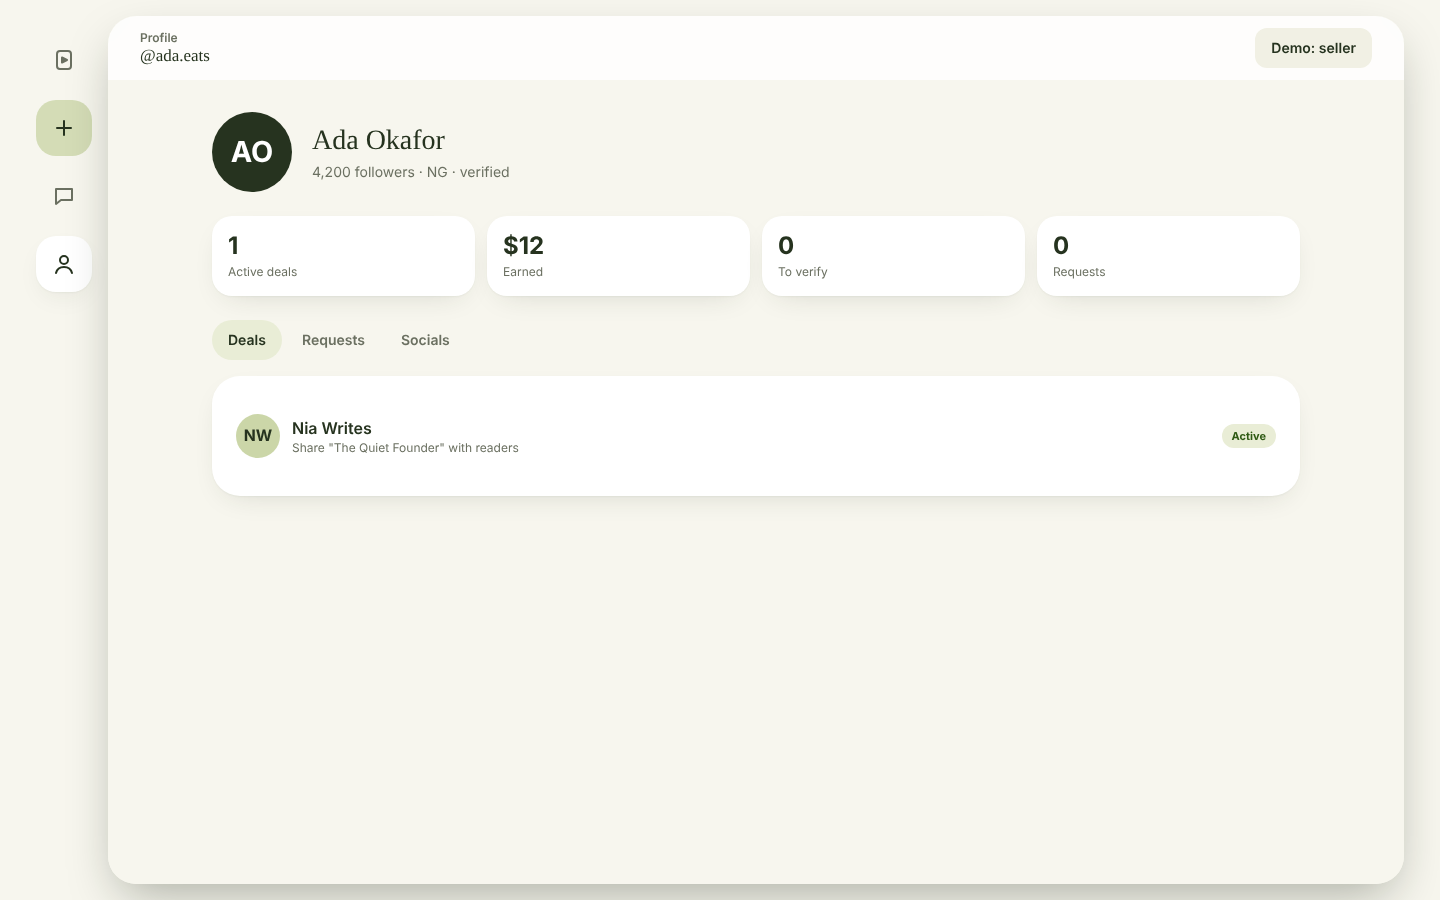 Profile
@ada.eats
Demo: seller
AO
Ada Okafor
4,200 followers · NG · verified
1
Active deals
$12
Earned
0
To verify
0
Requests
Deals
Requests
Socials
NW
Nia Writes
Share "The Quiet Founder" with readers
Active